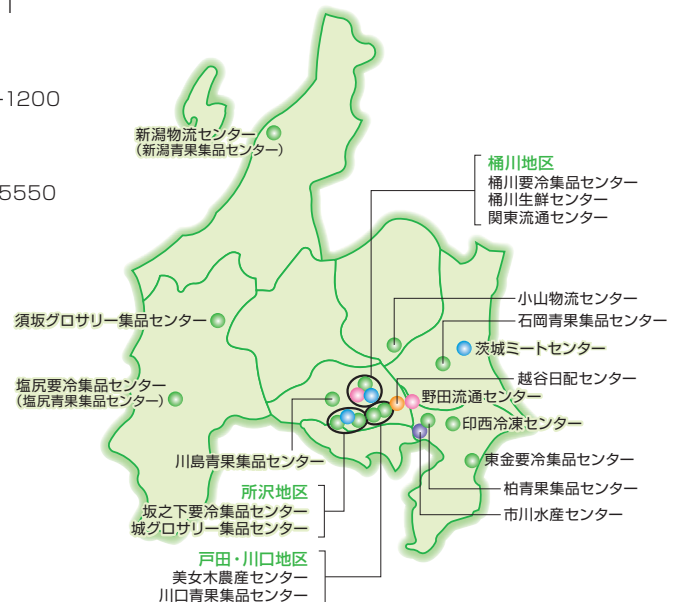 -1200
5550
新潟物流センター
(新潟青果集品センター)
桶川地区
桶川要冷集品センター
桶川生鮮センター
関東流通センター
小山物流センター
石岡青果集品センター
茨城ミートセンター
須坂グロサリー集品センター
越谷日配センター
塩尻要冷集品センター
(塩尻青果集品センター)
野田流通センター
印西冷凍センター
川島青果集品センター
東金要冷集品センター
柏青果集品センター
市川水産センター
所沢地区
坂之下要冷集品センター
城グロサリー集品センター
戸田・川口地区
美女木農産センター
川口青果集品センター